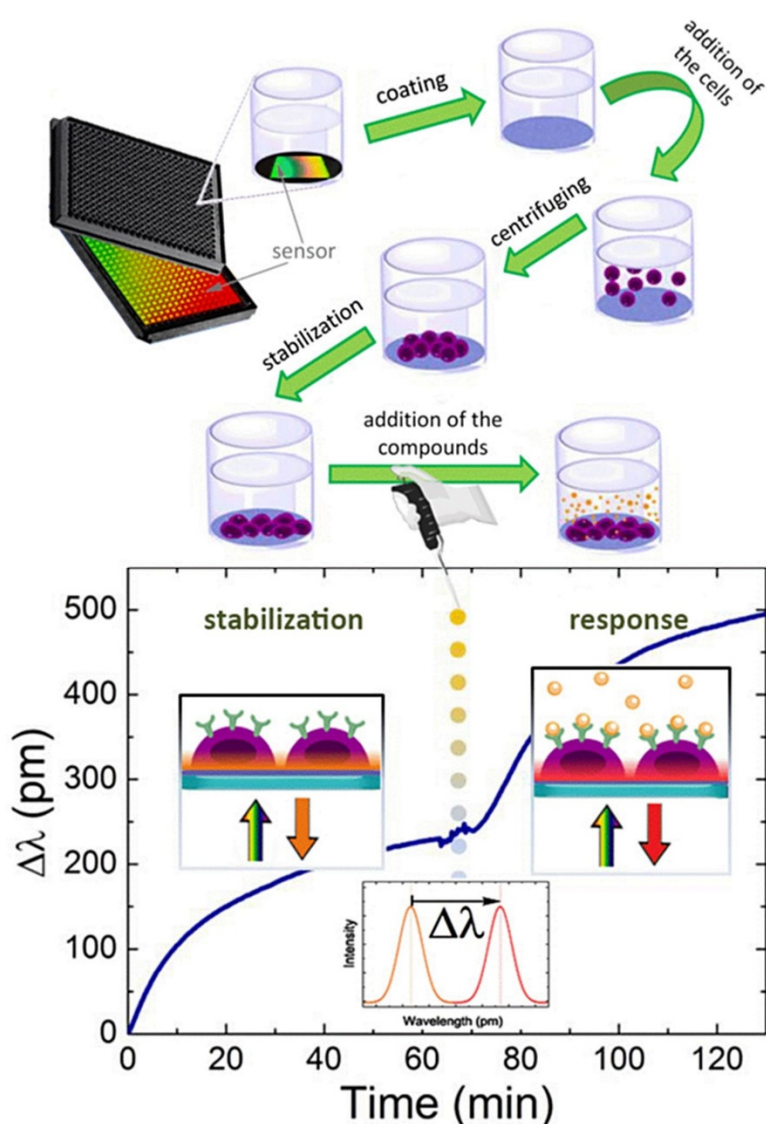 coating
addition of
the cells
sensor
centrifuging
stabilization
addition of the
compounds
stabilization
response
500
400
300
200
100
0
Δλ (pm)
Δλ
Intensity
Wavelength (pm)
0
20
40
60
80
100
120
Time (min)